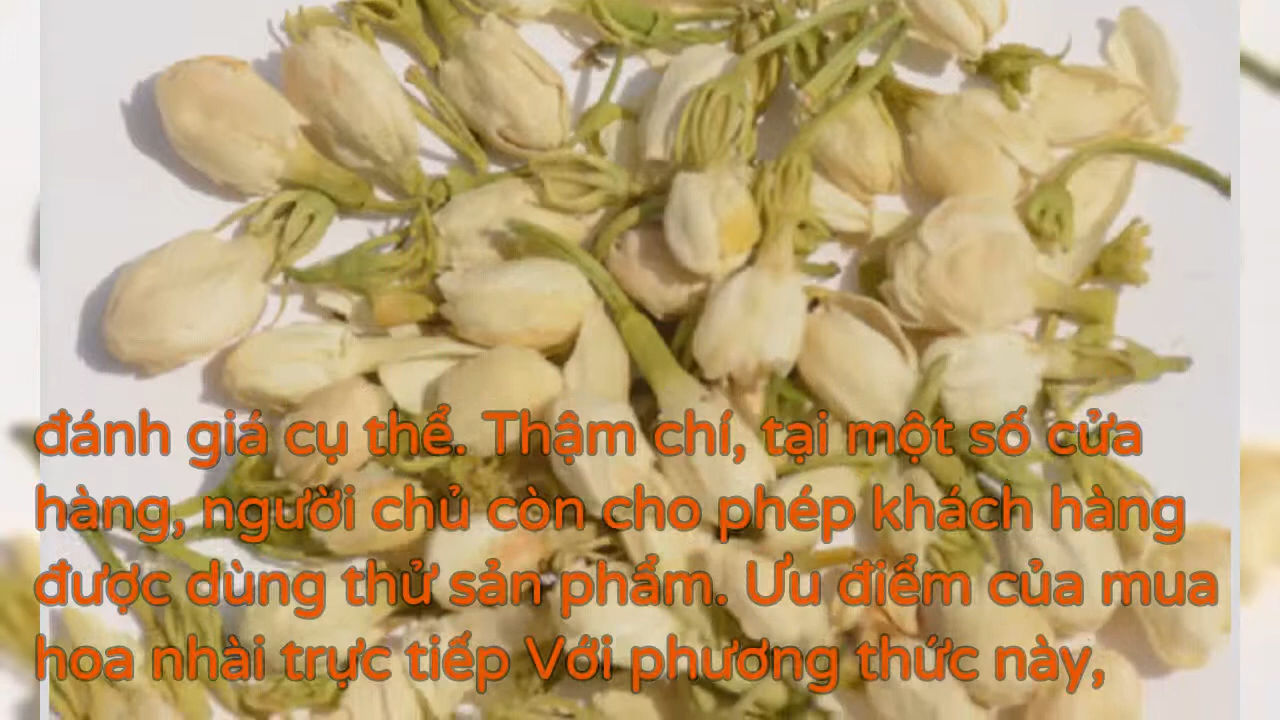 đánh giá cụ thể. Thậm chí, tại một số cửa
hàng, người chủ còn cho phép khách hàng
được dùng thử sản phẩm. Ưu điểm của mua
hoa nhài trực tiếp Với phương thức này,